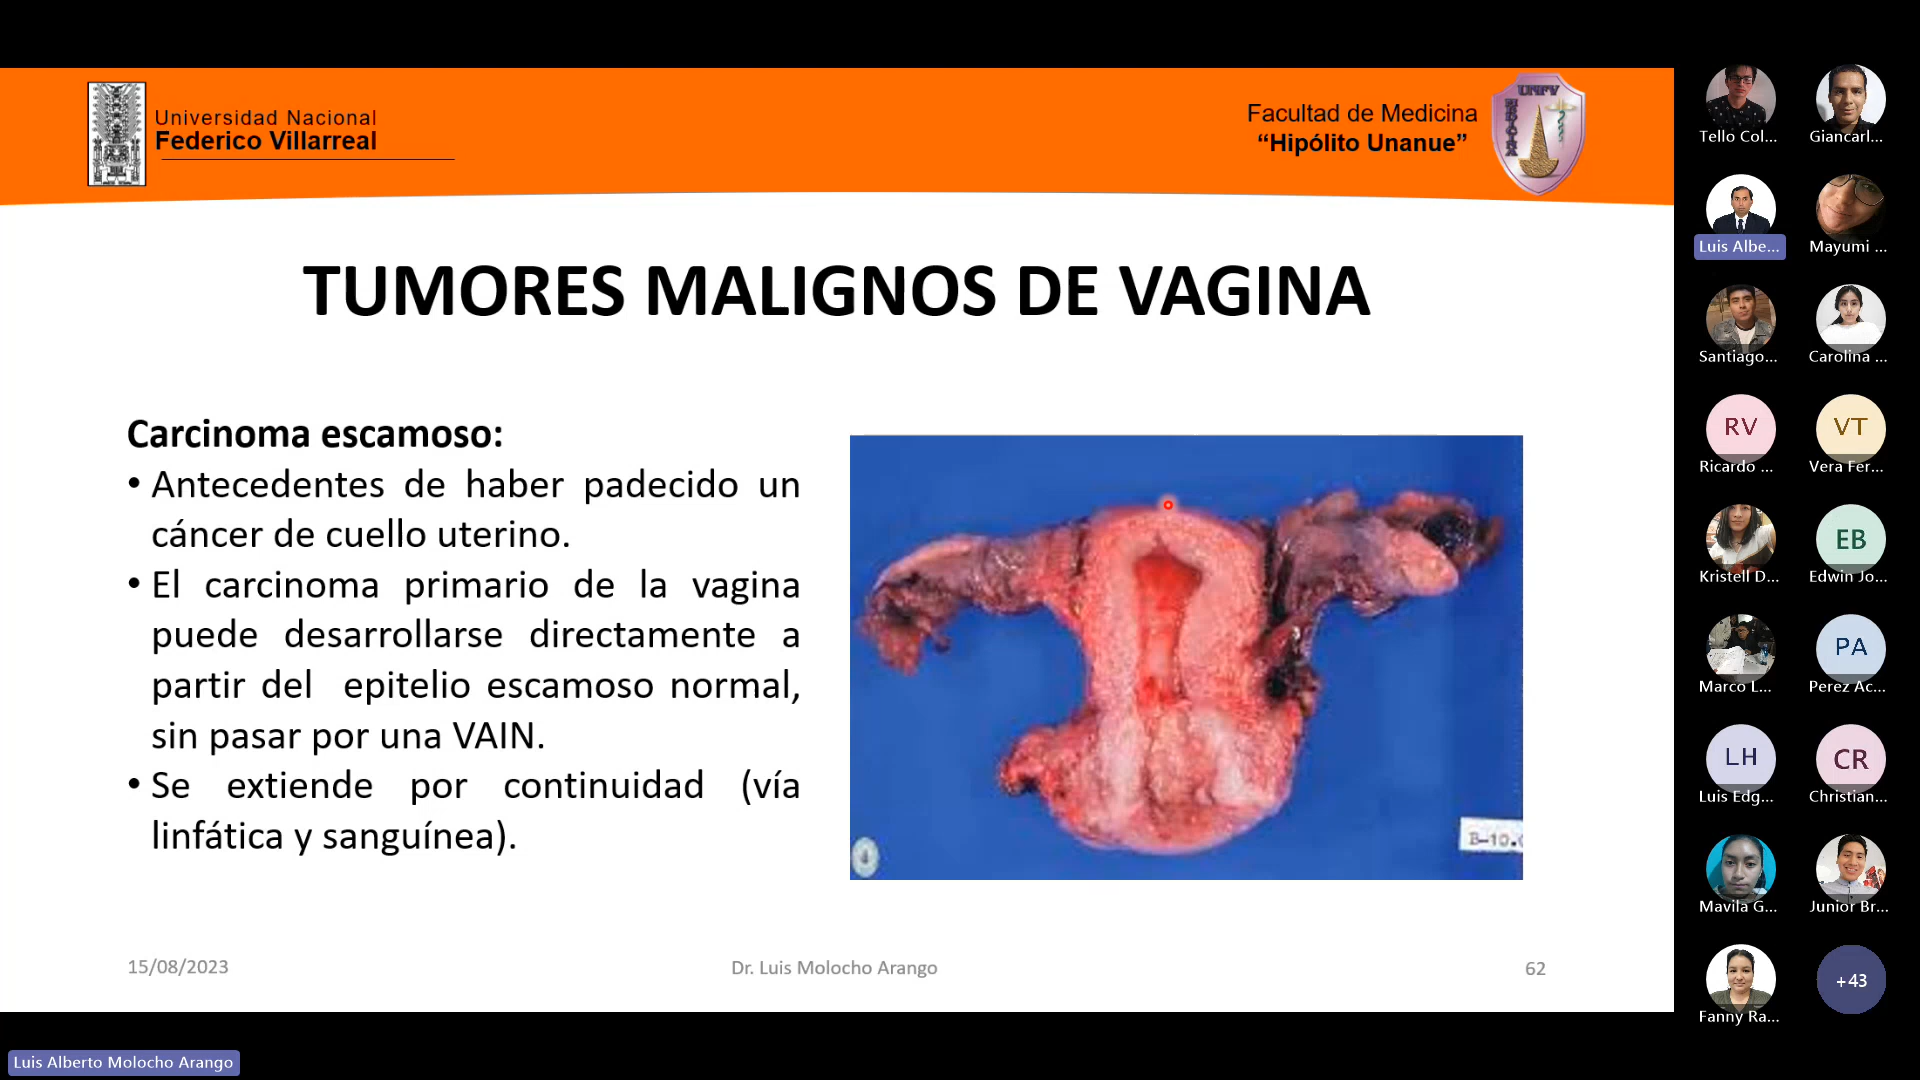 Universidad Nacional
Federico Villarreal
Facultad de Medicina
“Hipólito Unanue”
UNFV
TUMORES MALIGNOS DE VAGINA
Carcinoma escamoso:
• Antecedentes de haber padecido un
cáncer de cuello uterino.
• El carcinoma primario de la vagina
puede desarrollarse directamente a
partir del epitelio escamoso normal,
sin pasar por una VAIN.
• Se extiende por continuidad (vía
linfática y sanguínea).
B-10.
15/08/2023
Dr. Luis Molocho Arango
62
Tello Col...
Giancarl...
Luis Albe...
Mayumi ...
Santiago...
Carolina ...
RV
VT
Ricardo ...
Vera Fer...
EB
Kristell D...
Edwin Jo...
PA
Marco L...
Perez Ac...
LH
CR
Luis Edg...
Christian...
Mavila G...
Junior Br...
+43
Fanny Ra...
Luis Alberto Molocho Arango